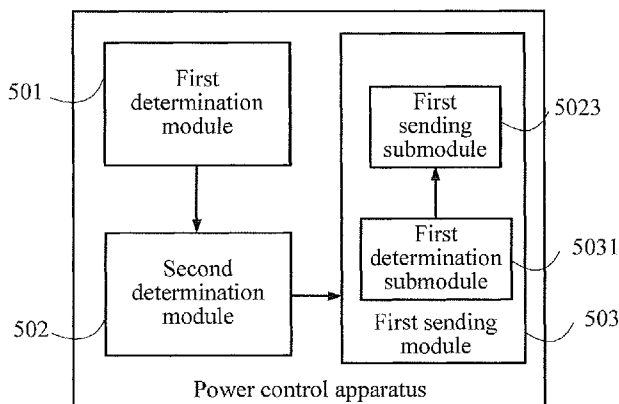 501
First
determination
module
First
sending
submodule
5023
502
Second
determination
module
First
determination
submodule
5031
First sending
module
503
Power control apparatus